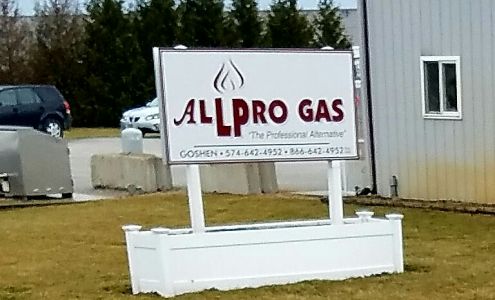 ALLPRO GAS
"The Professional Alternative"
GOSHEN • 574-642-4952 • 866-642-4952